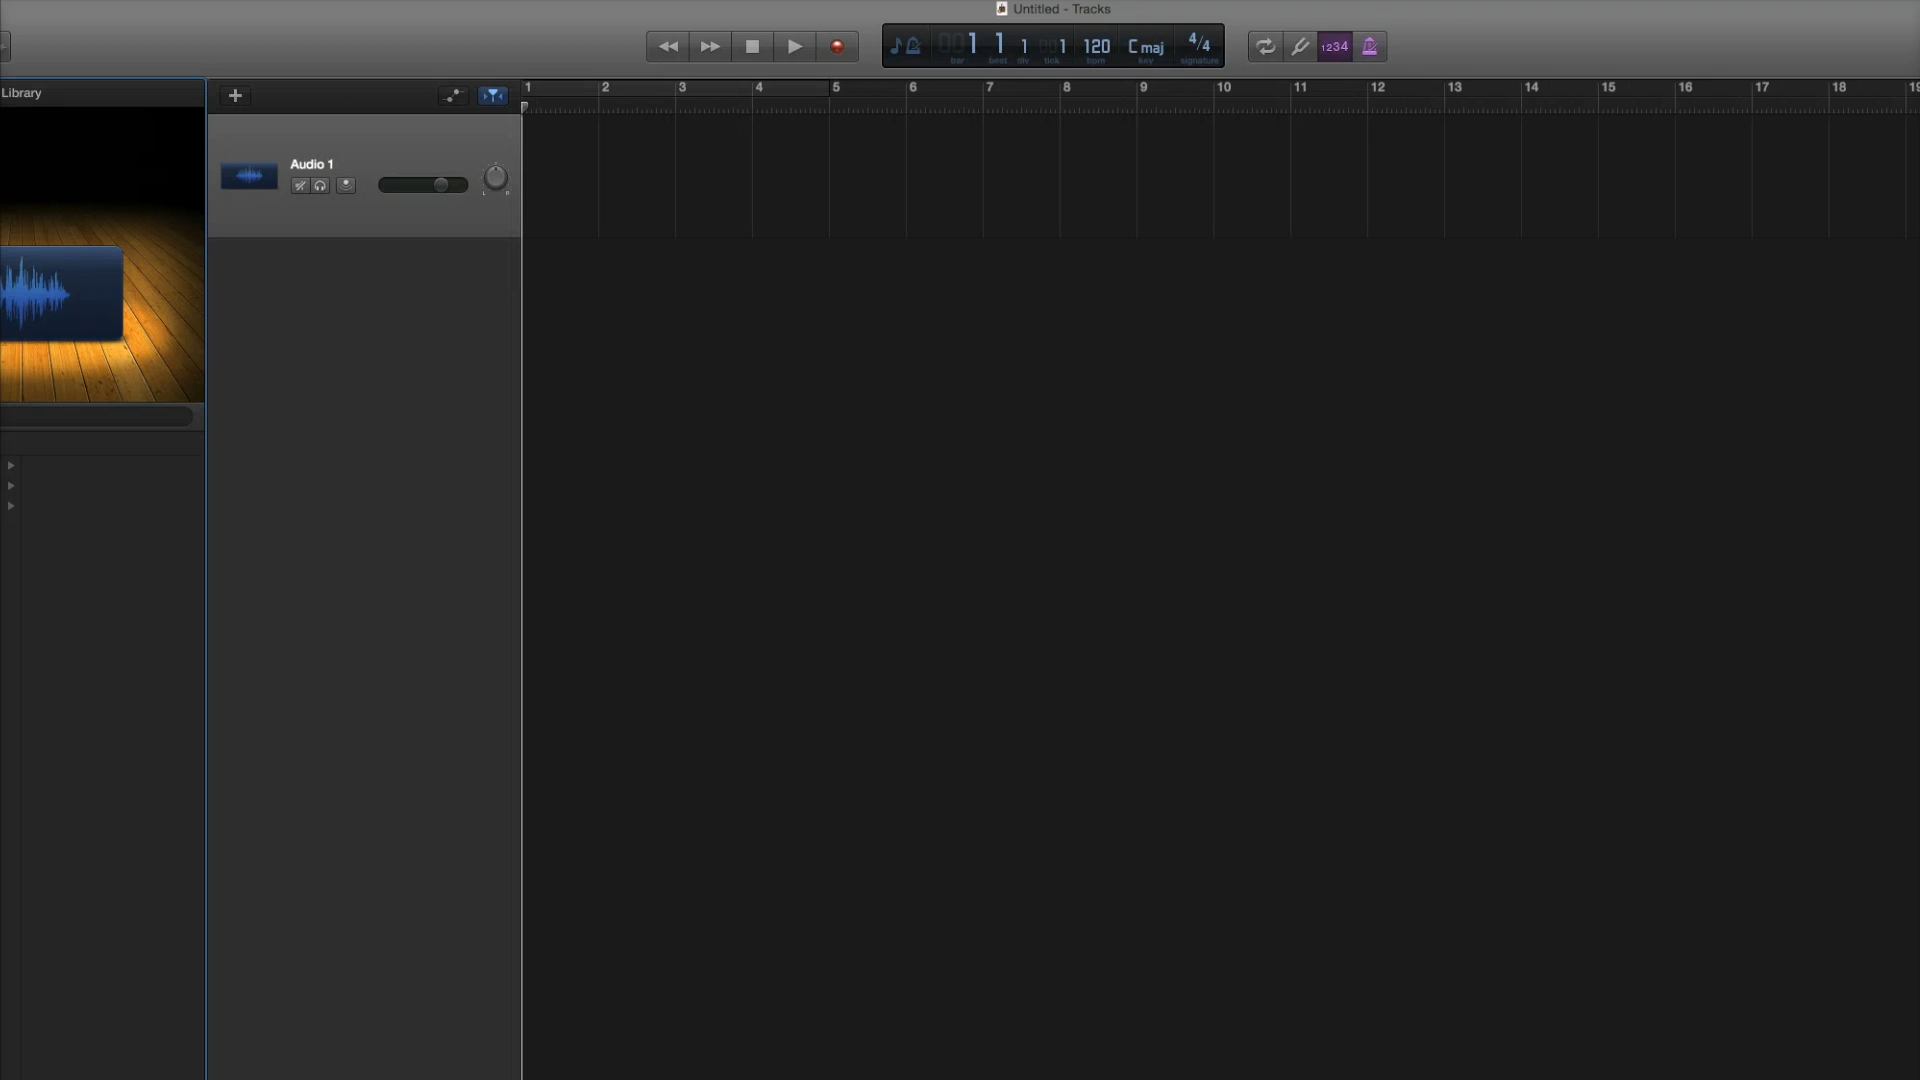 Untitled - Tracks
001 1 1 001 120 C maj 4/4
bar beat div tick bpm key signature
1234
Library
1 2 3 4 5 6 7 8 9 10 11 12 13 14 15 16 17 18 19
Audio 1
L R